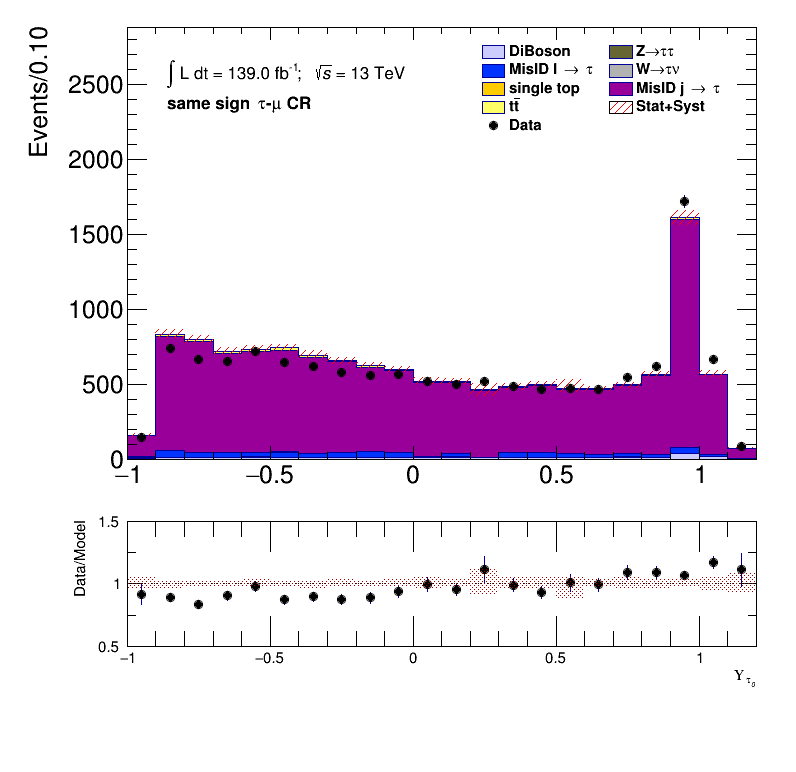 Events/0.10
2500
2000
1500
1000
500
0
∫ L dt = 139.0 fb⁻¹; √s = 13 TeV
same sign τ-μ CR
DiBoson
MisID l → τ
single top
tt̄
Data
Z→ττ
W→τν
MisID j → τ
Stat+Syst
−1
−0.5
0
0.5
1
Data/Model
1.5
1
0.5
−1
−0.5
0
0.5
1
Υτ₀